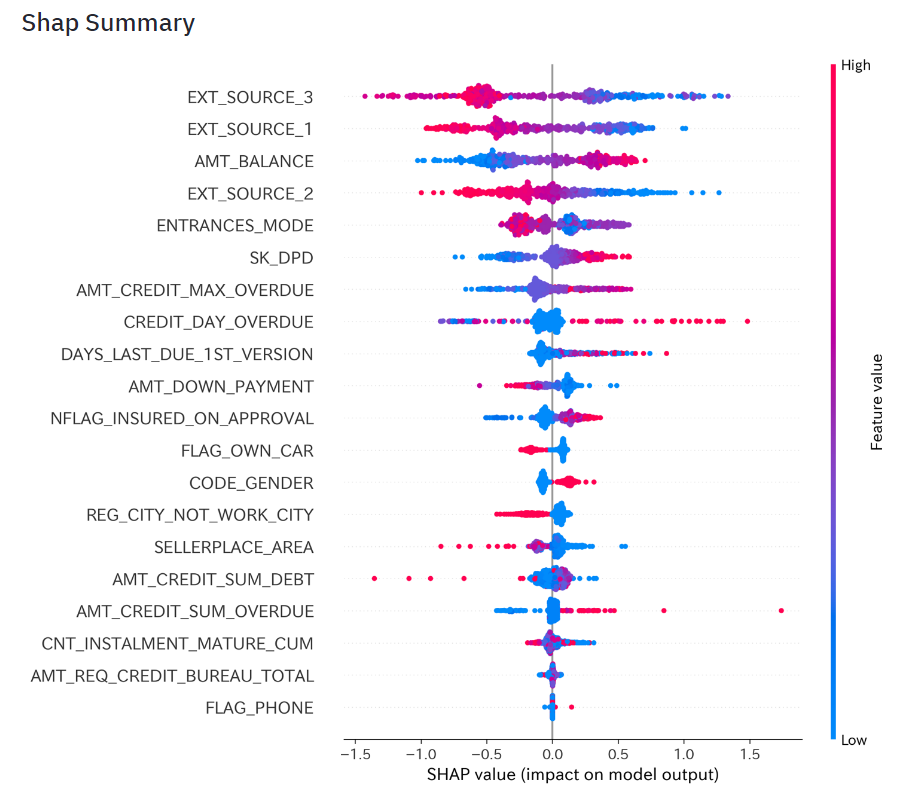 Shap Summary
High
EXT_SOURCE_3
EXT_SOURCE_1
AMT_BALANCE
EXT_SOURCE_2
ENTRANCES_MODE
SK_DPD
AMT_CREDIT_MAX_OVERDUE
CREDIT_DAY_OVERDUE
DAYS_LAST_DUE_1ST_VERSION
AMT_DOWN_PAYMENT
NFLAG_INSURED_ON_APPROVAL
FLAG_OWN_CAR
CODE_GENDER
REG_CITY_NOT_WORK_CITY
SELLERPLACE_AREA
AMT_CREDIT_SUM_DEBT
AMT_CREDIT_SUM_OVERDUE
CNT_INSTALMENT_MATURE_CUM
AMT_REQ_CREDIT_BUREAU_TOTAL
FLAG_PHONE
Feature value
Low
−1.5 −1.0 −0.5 0.0 0.5 1.0 1.5
SHAP value (impact on model output)